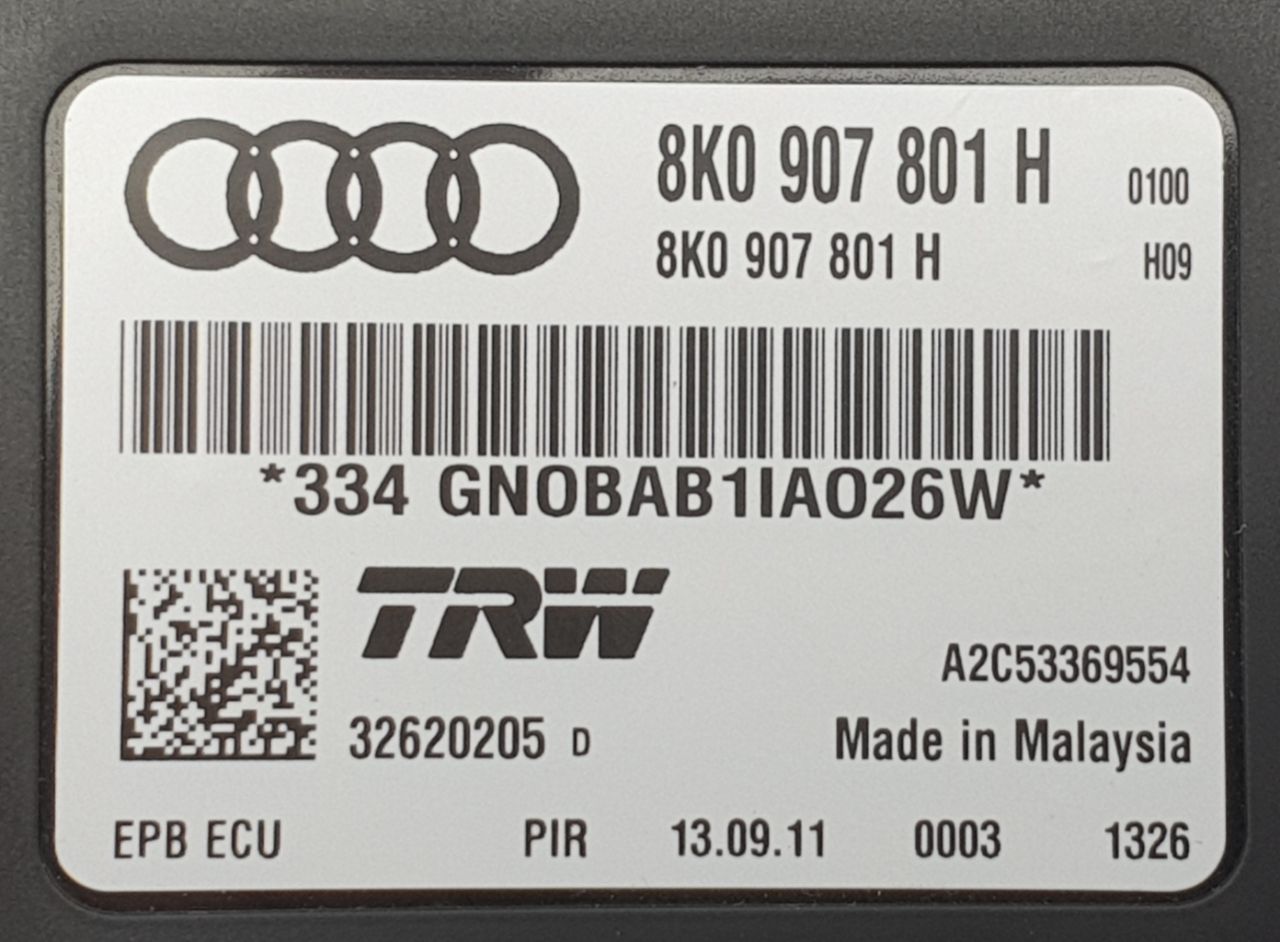 8K0 907 801 H 0100
8K0 907 801 H H09
*334 GNOBAB1IAO26W*
TRW
A2C53369554
32620205 D Made in Malaysia
EPB ECU PIR 13.09.11 0003 1326